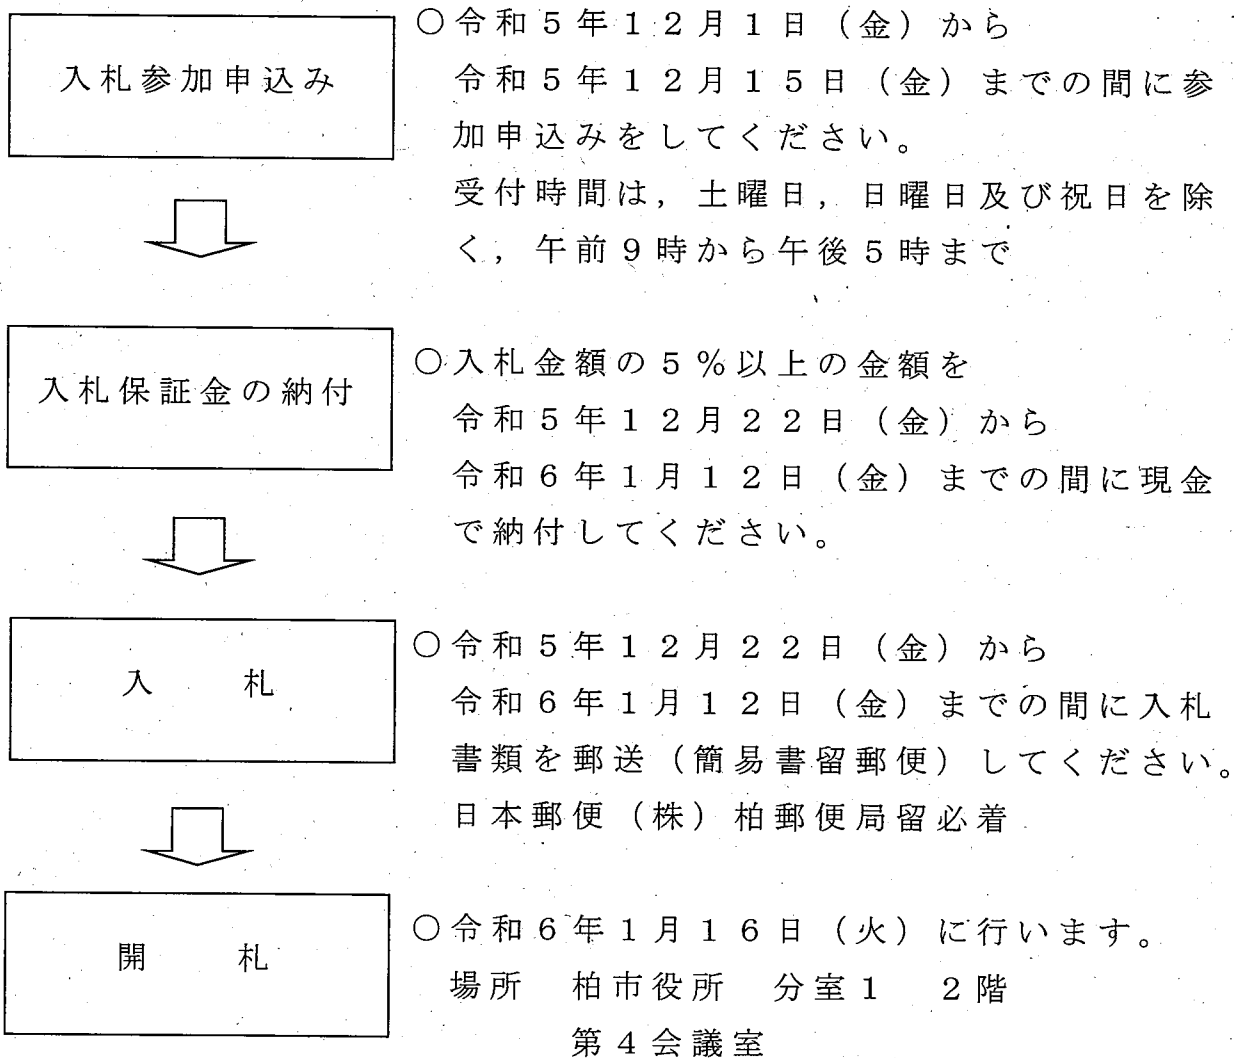 入札参加申込み
○令和5年12月1日（金）から
令和5年12月15日（金）までの間に参
加申込みをしてください。
受付時間は，土曜日，日曜日及び祝日を除
く，午前9時から午後5時まで
入札保証金の納付
○入札金額の5％以上の金額を
令和5年12月22日（金）から
令和6年1月12日（金）までの間に現金
で納付してください。
入　札
○令和5年12月22日（金）から
令和6年1月12日（金）までの間に入札
書類を郵送（簡易書留郵便）してください。
日本郵便（株）柏郵便局留必着
開　札
○令和6年1月16日（火）に行います。
場所　柏市役所　分室1　2階
第4会議室